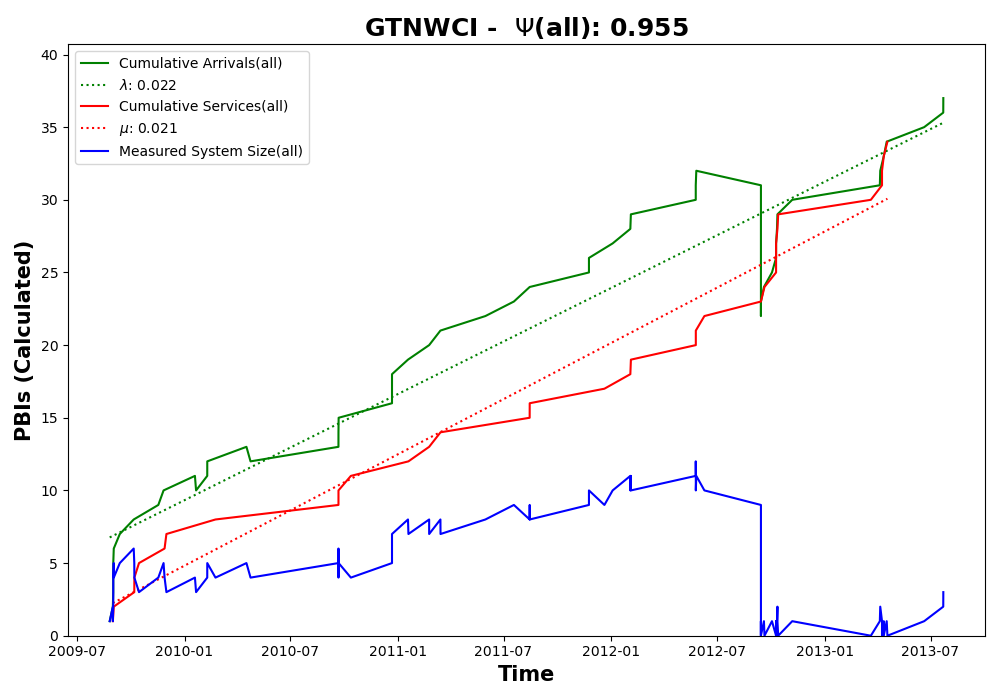 GTNWCI -  Ψ(all): 0.955
Cumulative Arrivals(all)
λ: 0.022
Cumulative Services(all)
μ: 0.021
Measured System Size(all)
PBIs (Calculated)
40
35
30
25
20
15
10
5
0
2009-07 2010-01 2010-07 2011-01 2011-07 2012-01 2012-07 2013-01 2013-07
Time